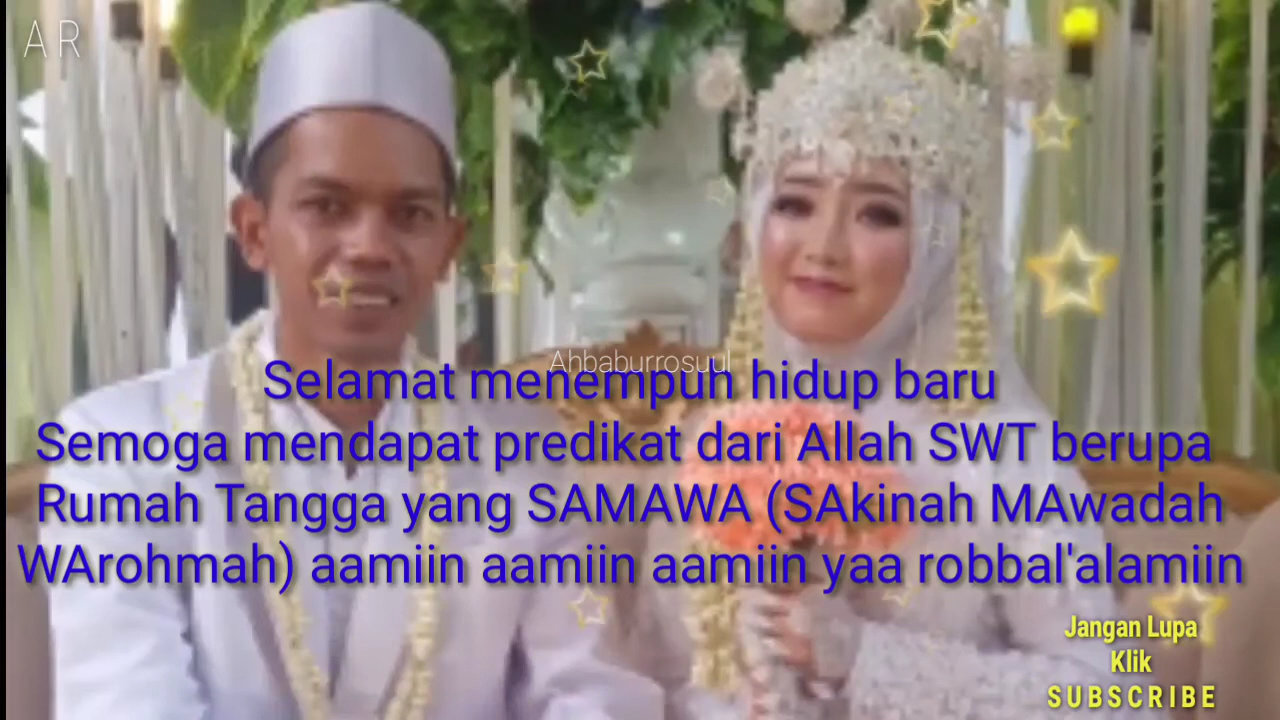 A R
Ahbaburrosuul
Selamat menempuh hidup baru
Semoga mendapat predikat dari Allah SWT berupa
Rumah Tangga yang SAMAWA (SAkinah MAwadah
WArohmah) aamiin aamiin aamiin yaa robbal'alamiin
Jangan Lupa
Klik
SUBSCRIBE